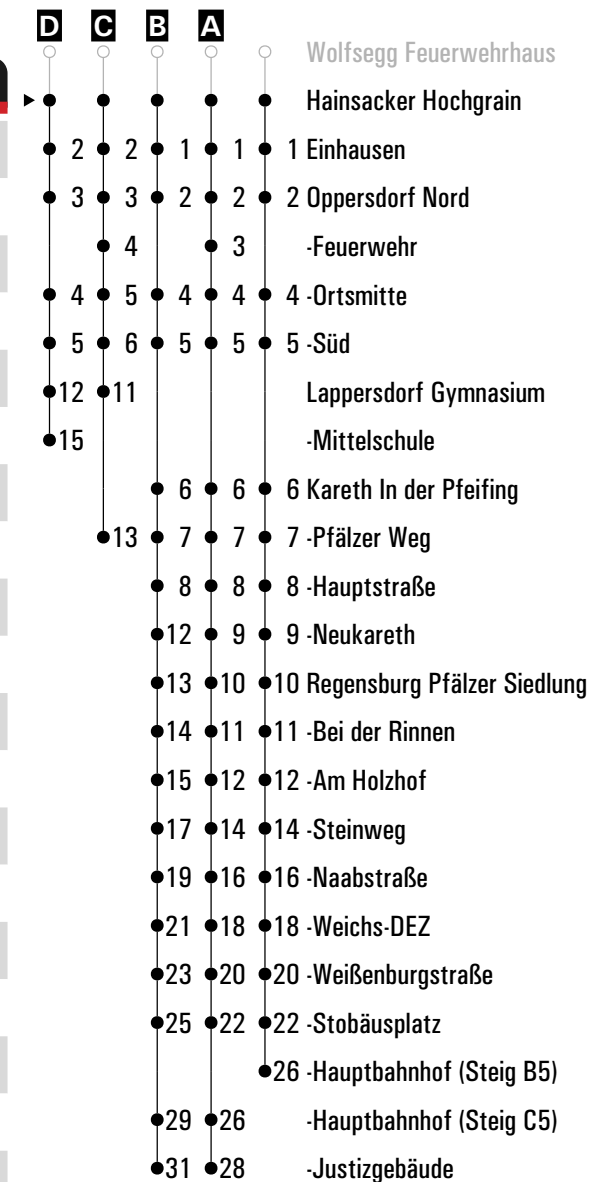 D C B A
Wolfsegg Feuerwehrhaus
Hainsacker Hochgrain
2 2 1 1 1 Einhausen
3 3 2 2 2 Oppersdorf Nord
4 3 -Feuerwehr
4 5 4 4 4 -Ortsmitte
5 6 5 5 5 -Süd
12 11 Lappersdorf Gymnasium
15 -Mittelschule
6 6 6 Kareth In der Pfeifing
13 7 7 7 -Pfälzer Weg
8 8 8 -Hauptstraße
12 9 9 -Neukareth
13 10 10 Regensburg Pfälzer Siedlung
14 11 11 -Bei der Rinnen
15 12 12 -Am Holzhof
17 14 14 -Steinweg
19 16 16 -Naabstraße
21 18 18 -Weichs-DEZ
23 20 20 -Weißenburgstraße
25 22 22 -Stobäusplatz
26 -Hauptbahnhof (Steig B5)
29 26 -Hauptbahnhof (Steig C5)
31 28 -Justizgebäude